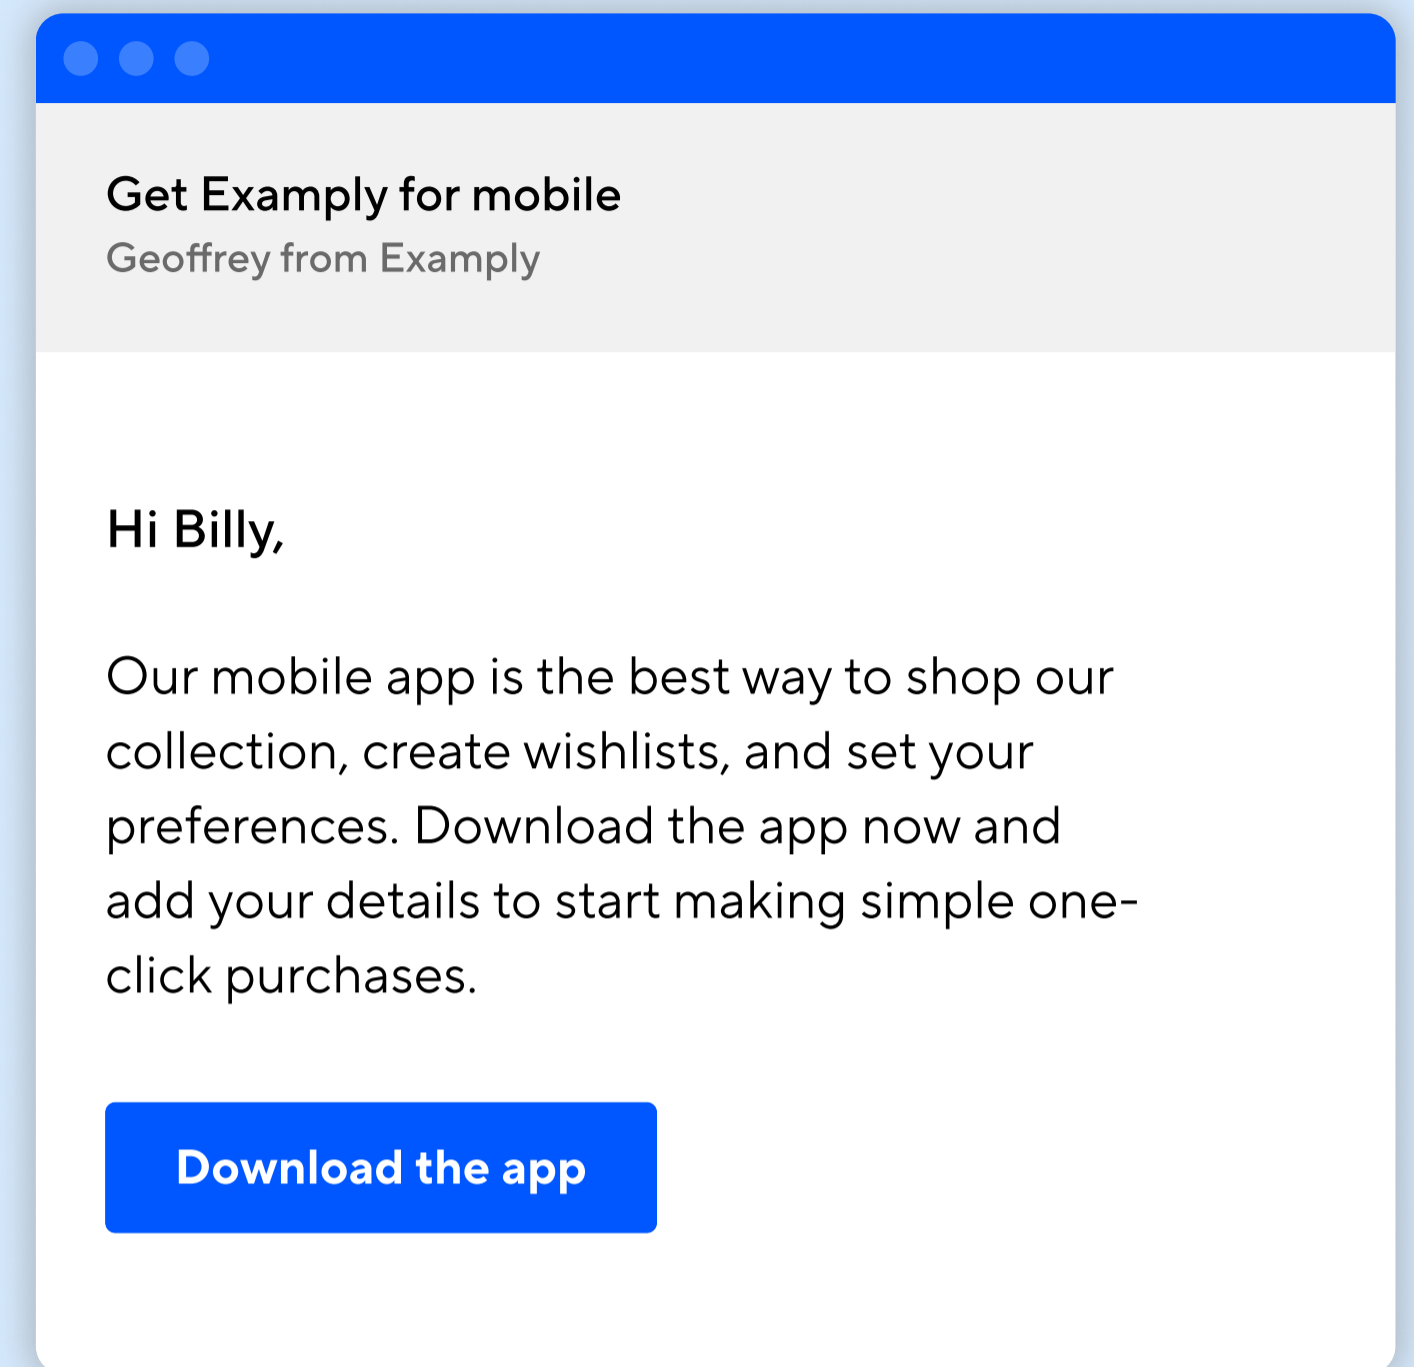 Get Examply for mobile
Geoffrey from Examply
Hi Billy,
Our mobile app is the best way to shop our
collection, create wishlists, and set your
preferences. Download the app now and
add your details to start making simple one-
click purchases.
Download the app